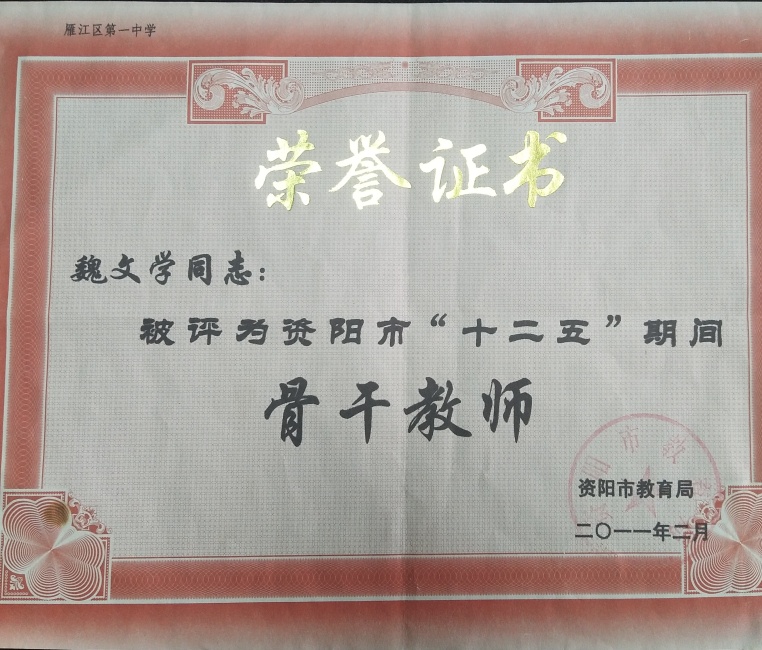 雁江区第一中学
荣誉证书
魏文学同志：
被评为资阳市“十二五”期间
骨干教师
资阳市教育局
二〇一一年二月